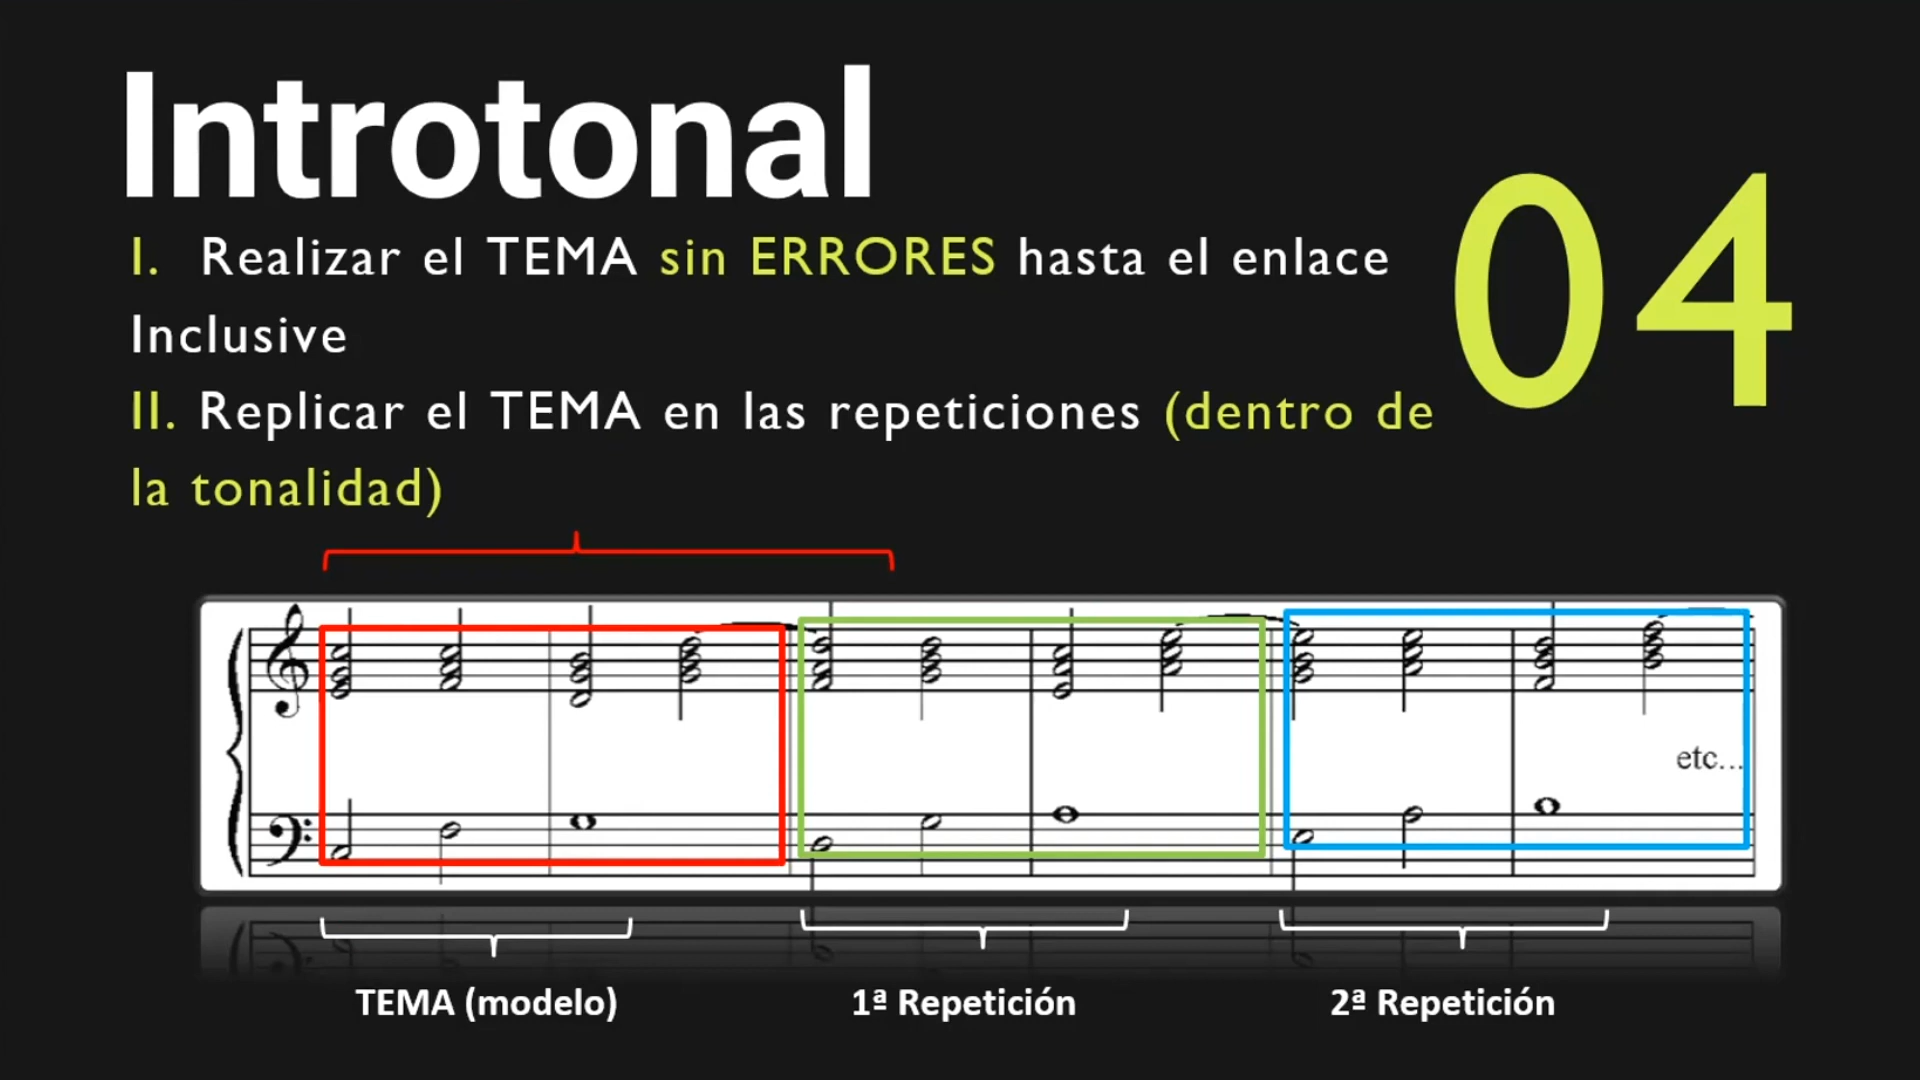 Introtonal
04
I. Realizar el TEMA sin ERRORES hasta el enlace
Inclusive
II. Replicar el TEMA en las repeticiones (dentro de
la tonalidad)
etc...
TEMA (modelo)
1ª Repetición
2ª Repetición